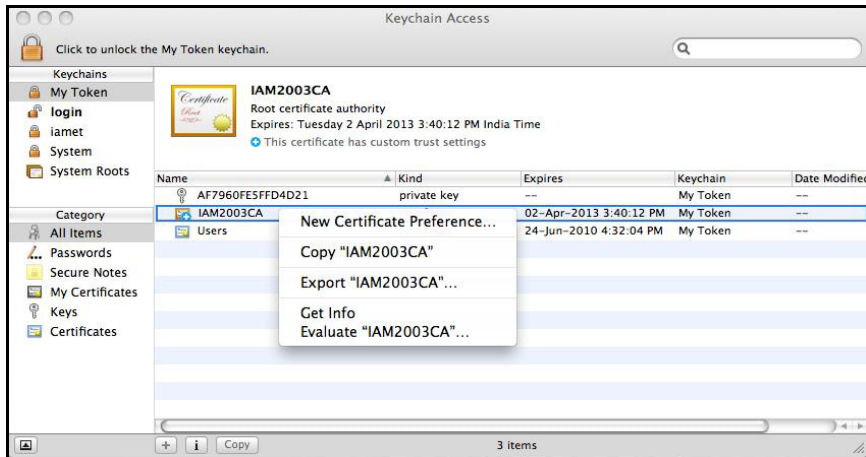 Keychain Access
Click to unlock the My Token keychain.
Keychains
My Token
login
iamet
System
System Roots
Category
All Items
Passwords
Secure Notes
My Certificates
Keys
Certificates
Certificate
Root
IAM2003CA
Root certificate authority
Expires: Tuesday 2 April 2013 3:40:12 PM India Time
This certificate has custom trust settings
Name Kind Expires Keychain Date Modified
AF7960FE5FFD4D21 private key -- My Token --
IAM2003CA 02-Apr-2013 3:40:12 PM My Token --
Users 24-Jun-2010 4:32:04 PM My Token --
New Certificate Preference...
Copy “IAM2003CA”
Export “IAM2003CA”...
Get Info
Evaluate “IAM2003CA”...
+ i Copy 3 items